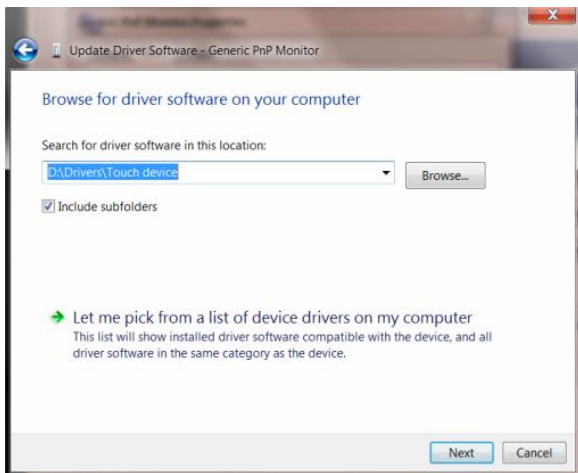 Update Driver Software - Generic PnP Monitor
Browse for driver software on your computer
Search for driver software in this location:
D:\Drivers\Touch device
Browse...
Include subfolders
Let me pick from a list of device drivers on my computer
This list will show installed driver software compatible with the device, and all
driver software in the same category as the device.
Next
Cancel